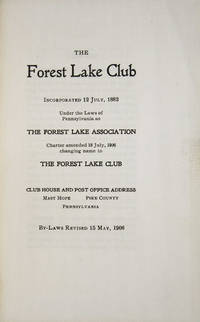 THE
Forest Lake Club
INCORPORATED 12 JULY, 1882
Under the Laws of
Pennsylvania as
THE FOREST LAKE ASSOCIATION
Charter amended 18 July, 1906
changing name to
THE FOREST LAKE CLUB
CLUB HOUSE AND POST OFFICE ADDRESS
MAST HOPE PIKE COUNTY
PENNSYLVANIA
BY-LAWS REVISED 15 MAY, 1908